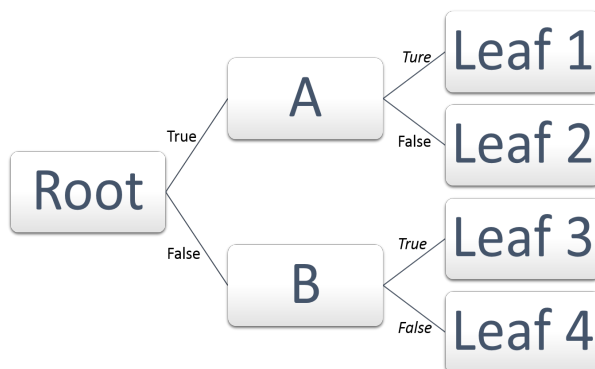 Root
True
False
A
B
Ture
False
True
False
Leaf 1
Leaf 2
Leaf 3
Leaf 4